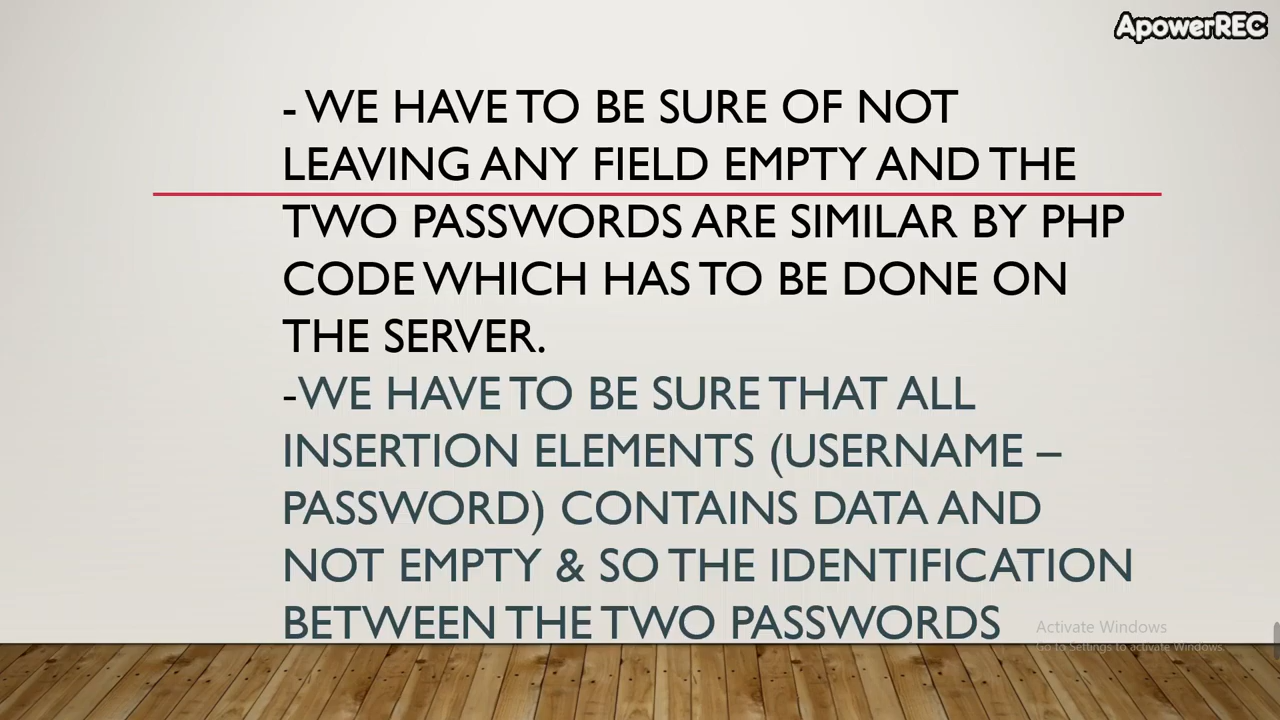 ApowerREC
- WE HAVE TO BE SURE OF NOT
LEAVING ANY FIELD EMPTY AND THE
TWO PASSWORDS ARE SIMILAR BY PHP
CODE WHICH HAS TO BE DONE ON
THE SERVER.
-WE HAVE TO BE SURE THAT ALL
INSERTION ELEMENTS (USERNAME –
PASSWORD) CONTAINS DATA AND
NOT EMPTY & SO THE IDENTIFICATION
BETWEEN THE TWO PASSWORDS
Activate Windows
Go to Settings to activate Windows.